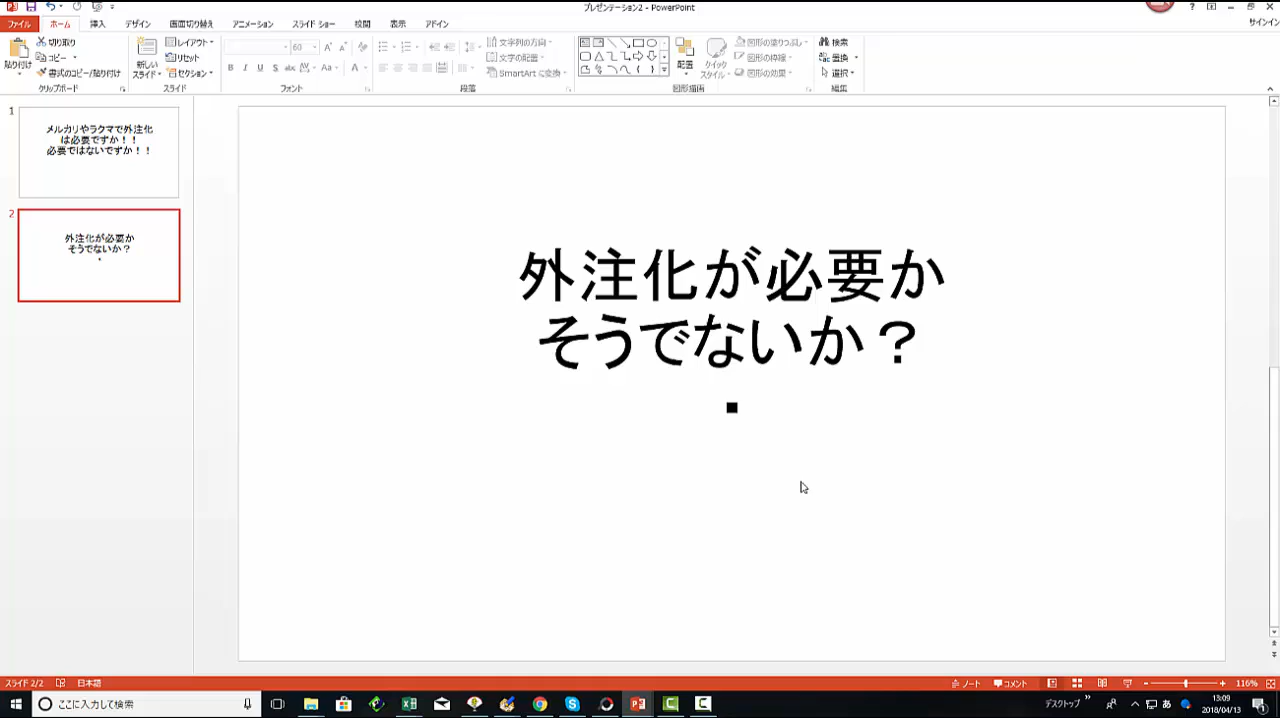 プレゼンテーション2 - PowerPoint
ファイル ホーム 挿入 デザイン 画面切り替え アニメーション スライド ショー 校閲 表示 アドイン
サインイン
貼り付け
切り取り
コピー
書式のコピー/貼り付け
クリップボード
新しい
スライド
レイアウト
リセット
セクション
スライド
60
B I U S abc AV Aa A
フォント
文字列の方向
文字の配置
SmartArt に変換
段落
配置
クイック
スタイル
図形の塗りつぶし
図形の枠線
図形の効果
図形描画
検索
置換
選択
編集
1
メルカリやラクマで外注化
は必要ですか！！
必要ではないですか！！
2
外注化が必要か
そうでないか？
外注化が必要か
そうでないか？
スライド 2/2 日本語
ノート コメント 116%
ここに入力して検索
デスクトップ
あ
13:09
2018/04/13